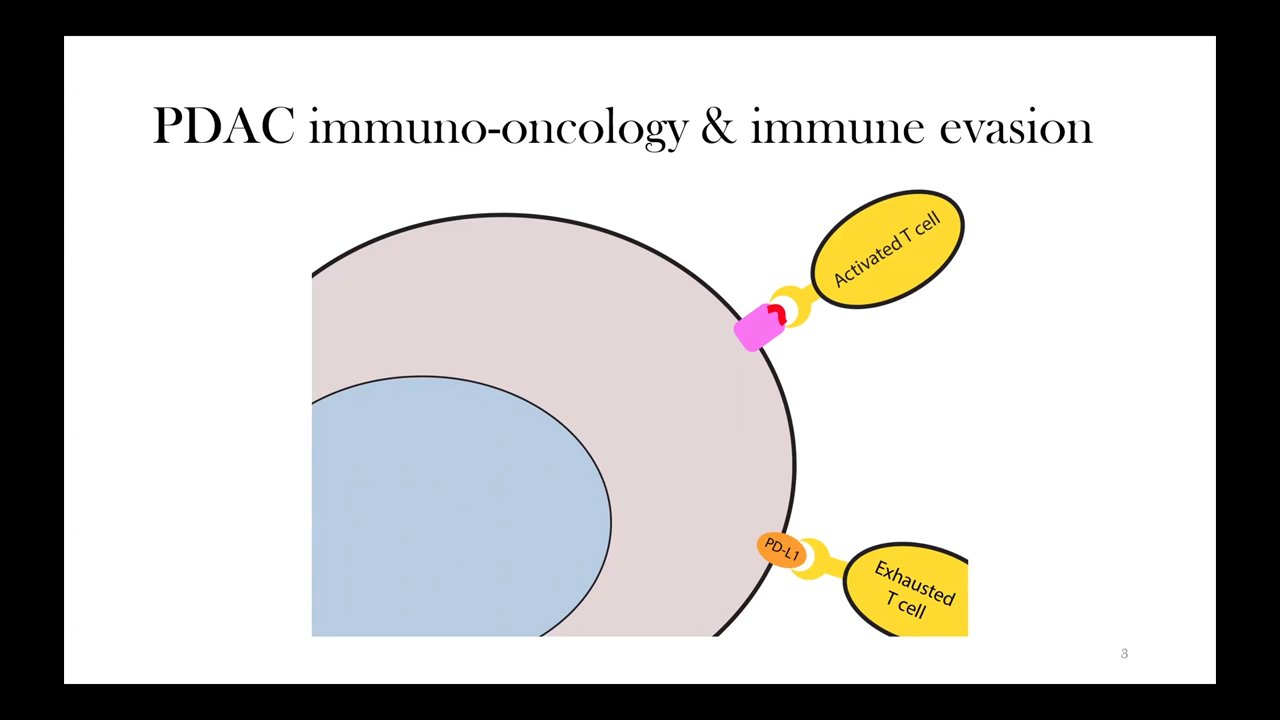 PDAC immuno-oncology & immune evasion
Activated T cell
PD-L1
Exhausted
T cell
3